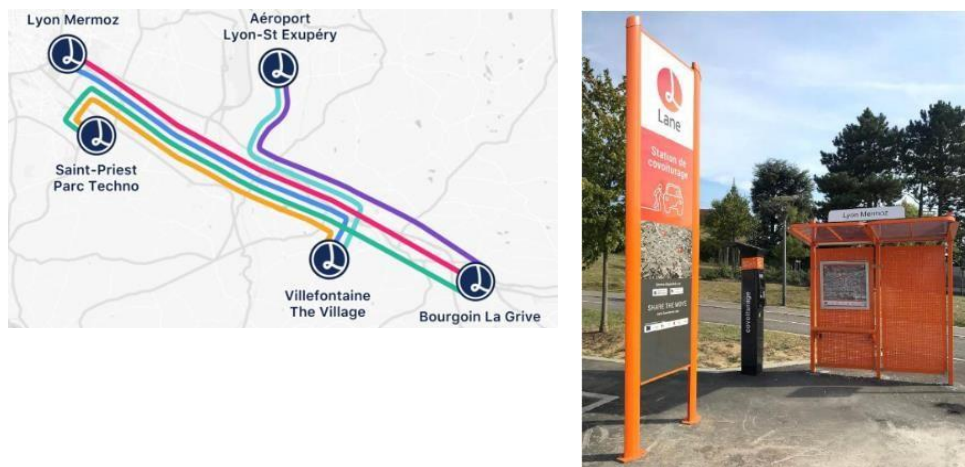 Lyon Mermoz
Aéroport
Lyon-St Exupéry
Saint-Priest
Parc Techno
Villefontaine
The Village
Bourgoin La Grive
Lane
Station de
covoiturage
SHARE THE MOVE
covoiturage
Lyon Mermoz